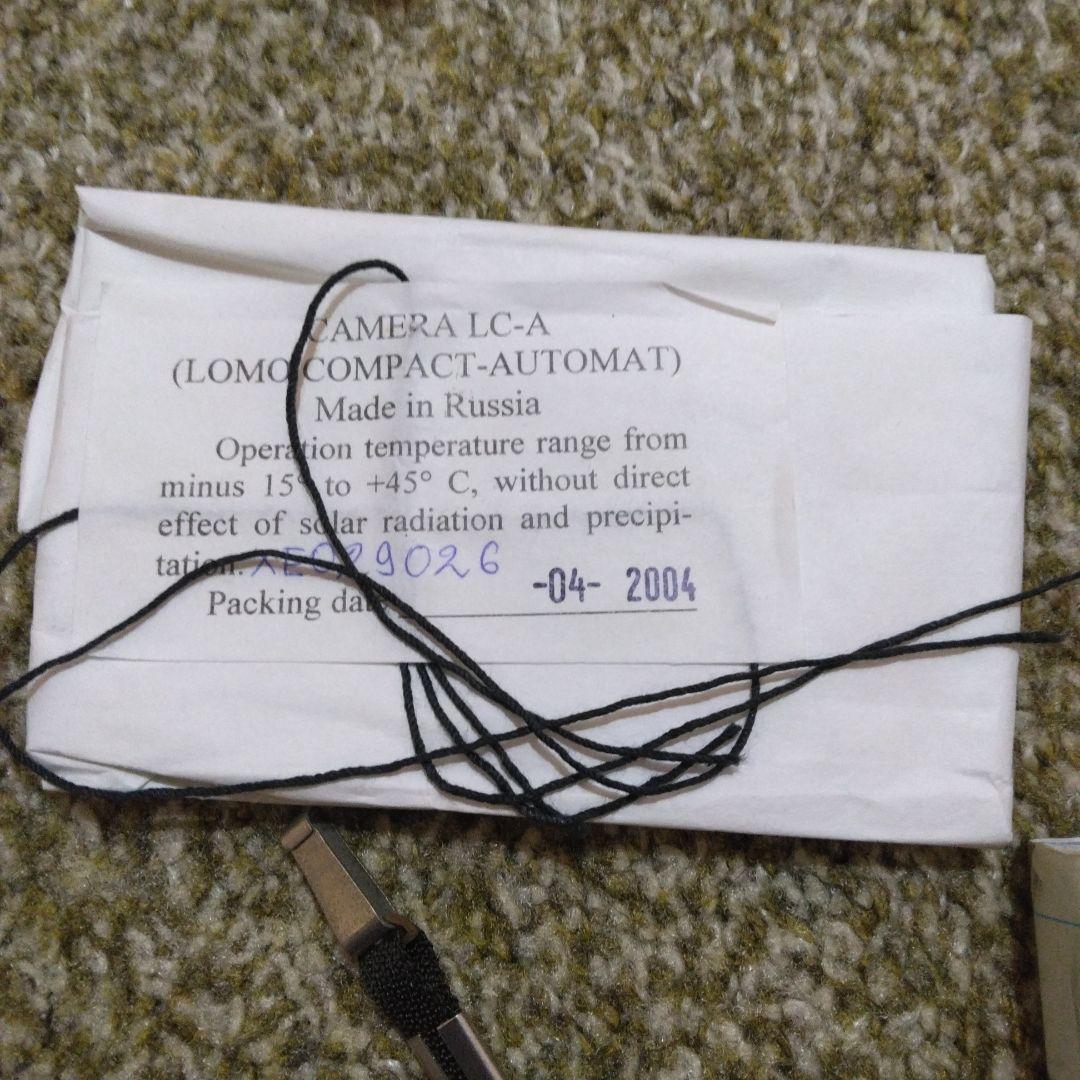 CAMERA LC-A
(LOMO COMPACT-AUTOMAT)
Made in Russia
Operation temperature range from
minus 15° to +45° C, without direct
effect of solar radiation and precipi-
tation.
Packing date -04- 2004